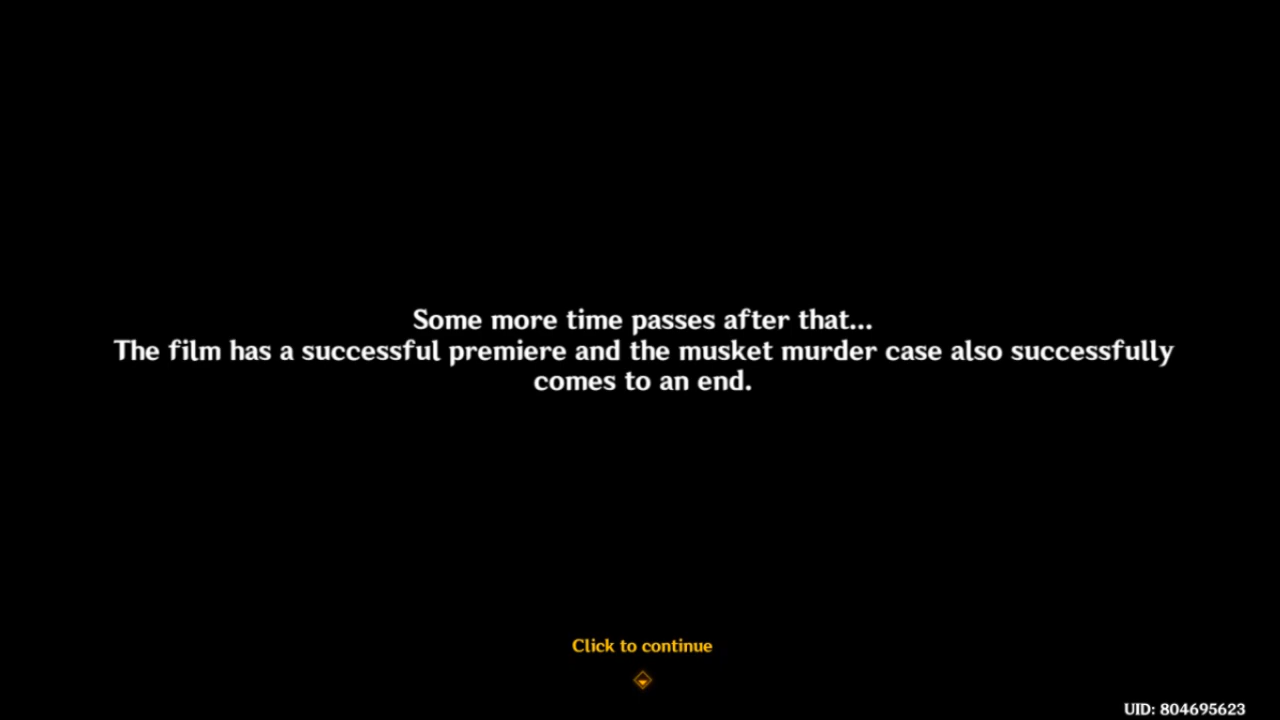 Some more time passes after that...
The film has a successful premiere and the musket murder case also successfully
comes to an end.
Click to continue
UID: 804695623